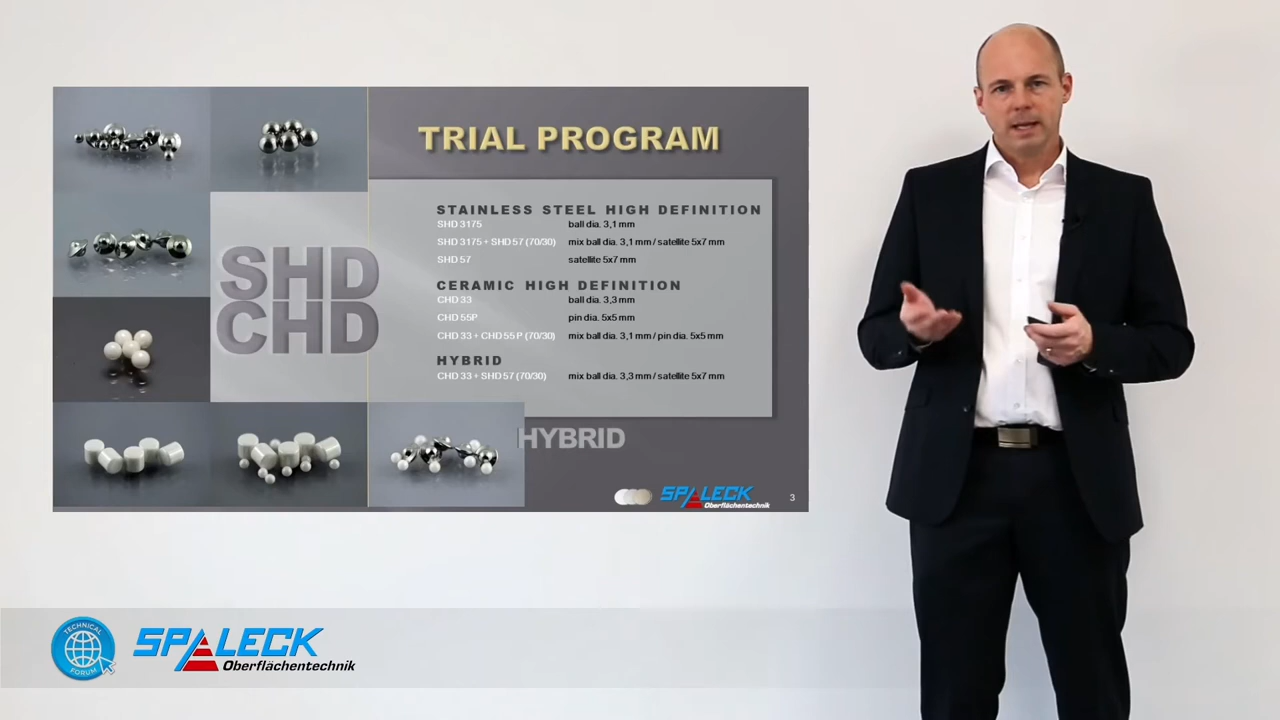 TRIAL PROGRAM
STAINLESS STEEL HIGH DEFINITION
SHD 3175 ball dia. 3,1 mm
SHD 3175 + SHD 57 (70/30) mix ball dia. 3,1 mm / satellite 5x7 mm
SHD 57 satellite 5x7 mm
CERAMIC HIGH DEFINITION
CHD 33 ball dia. 3,3 mm
CHD 55P pin dia. 5x5 mm
CHD 33 + CHD 55 P (70/30) mix ball dia. 3,1 mm / pin dia. 5x5 mm
HYBRID
CHD 33 + SHD 57 (70/30) mix ball dia. 3,3 mm / satellite 5x7 mm
SHD
CHD
HYBRID
SPALECK
Oberflächentechnik
3
TECHNICAL
FORUM
SPALECK
Oberflächentechnik